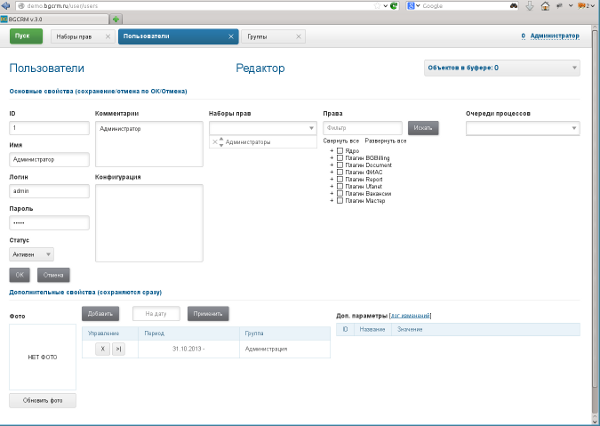 demo.bgcrm.ru/user/users
Google
BGCRM v.3.0
Пуск
Наборы прав
Пользователи
Группы
0 Администратор
Пользователи
Редактор
Объектов в буфере: 0
Основные свойства (сохранение/отмена по ОК/Отмена)
ID
Комментарии
Наборы прав
Права
Очереди процессов
1
Администратор
Фильтр
Искать
Администраторы
Свернуть все Развернуть все
Имя
Администратор
Ядро
Плагин BGBilling
Плагин Document
Плагин ФИАС
Плагин Report
Плагин Ufanet
Плагин Вакансии
Плагин Мастер
Логин
Конфигурация
admin
Пароль
•••••
Статус
Активен
ОК
Отмена
Дополнительные свойства (сохраняются сразу)
Фото
Добавить
На дату
Применить
Доп. параметры [лог изменений]
Управление
Период
Группа
ID
Название
Значение
X
>|
31.10.2013 -
Администрация
НЕТ ФОТО
Обновить фото